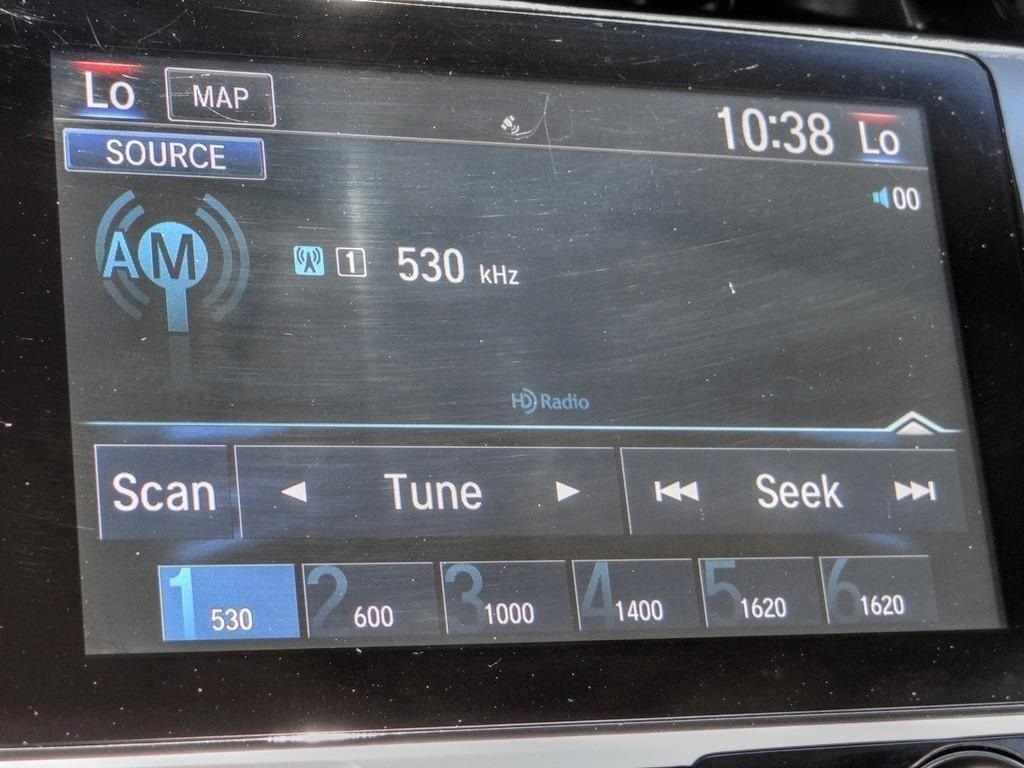 Lo MAP 10:38 Lo
SOURCE
00
AM 1 530 kHz
HD Radio
Scan Tune Seek
1 530 2 600 3 1000 4 1400 5 1620 6 1620